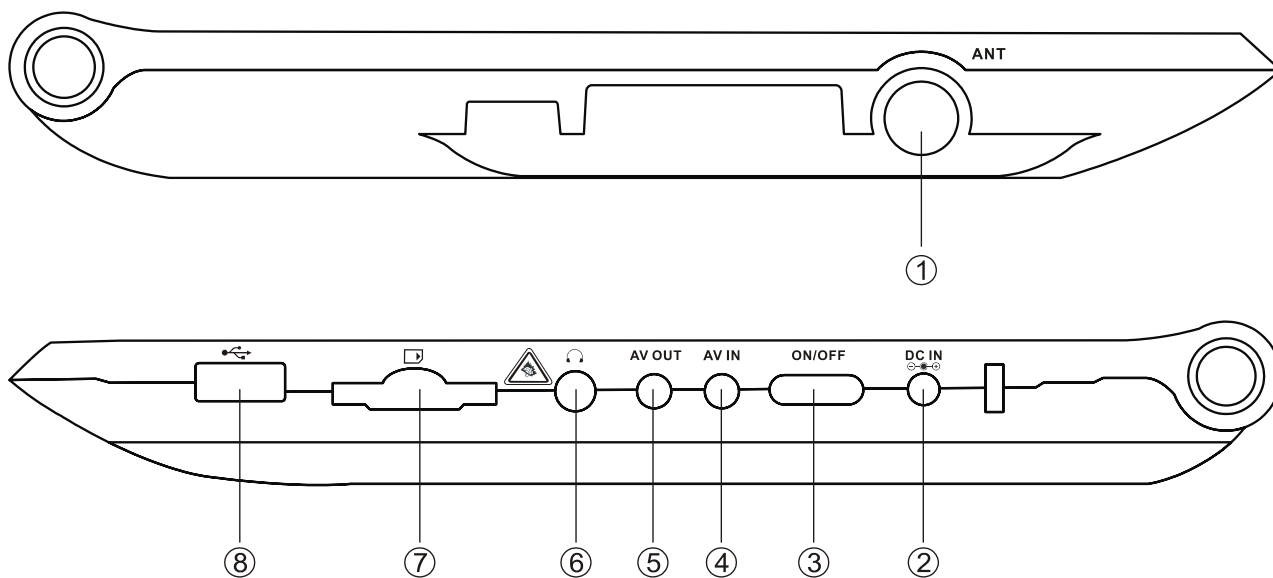 ANT
①
AV OUT AV IN ON/OFF DC IN
⑧ ⑦ ⑥ ⑤ ④ ③ ②